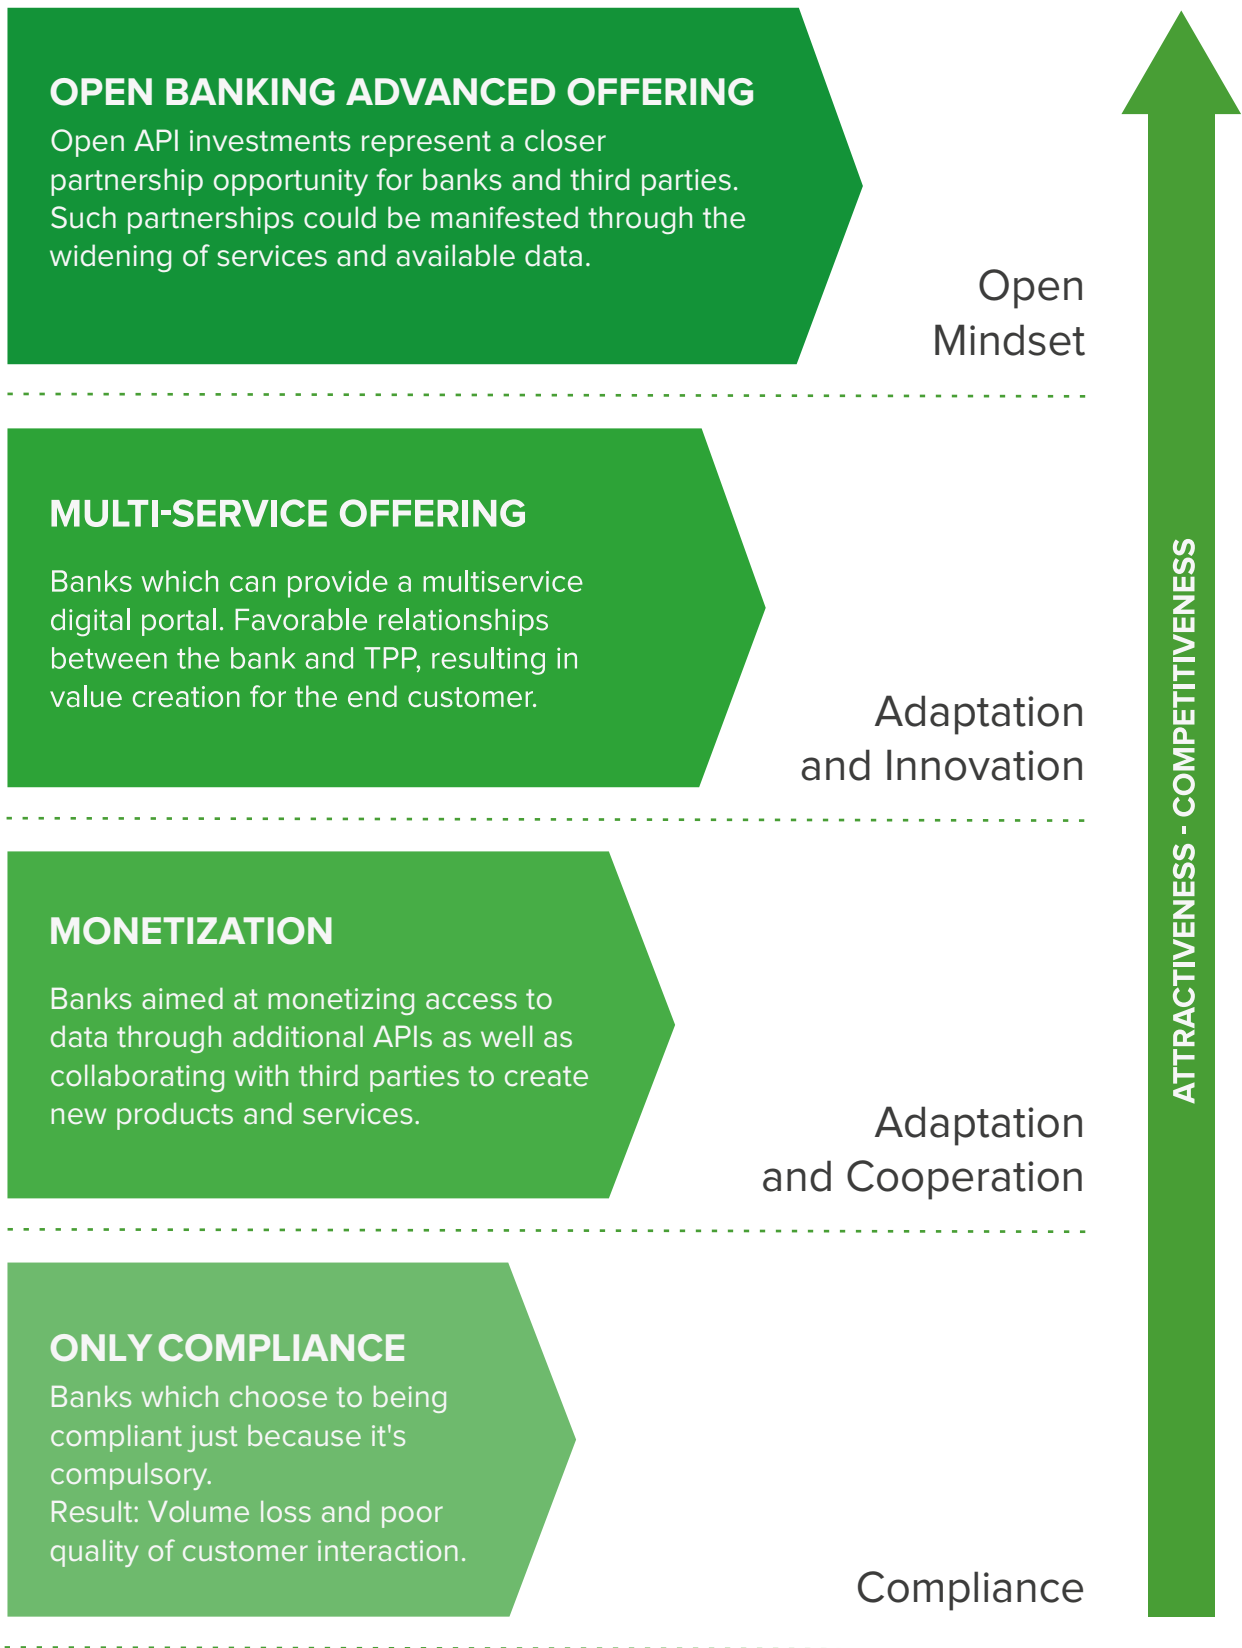 OPEN BANKING ADVANCED OFFERING
Open API investments represent a closer
partnership opportunity for banks and third parties.
Such partnerships could be manifested through the
widening of services and available data.
Open
Mindset
MULTI-SERVICE OFFERING
Banks which can provide a multiservice
digital portal. Favorable relationships
between the bank and TPP, resulting in
value creation for the end customer.
Adaptation
and Innovation
MONETIZATION
Banks aimed at monetizing access to
data through additional APIs as well as
collaborating with third parties to create
new products and services.
Adaptation
and Cooperation
ONLY COMPLIANCE
Banks which choose to being
compliant just because it's
compulsory.
Result: Volume loss and poor
quality of customer interaction.
Compliance
ATTRACTIVENESS - COMPETITIVENESS